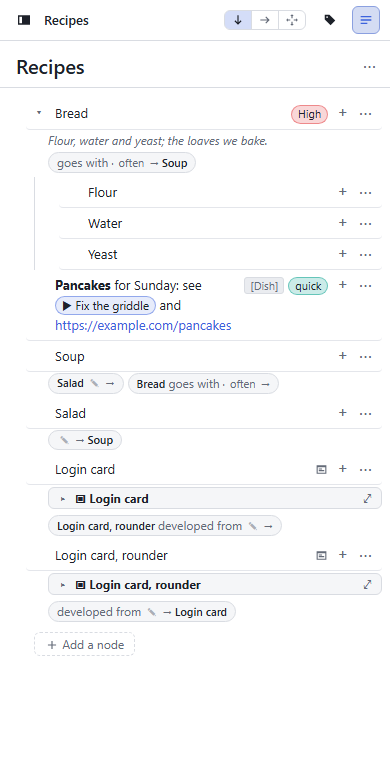 Recipes
Recipes
Bread High
Flour, water and yeast; the loaves we bake.
goes with · often → Soup
Flour
Water
Yeast
Pancakes for Sunday: see [Dish] quick
▶ Fix the griddle and
https://example.com/pancakes
Soup
Salad → Bread goes with · often →
Salad
→ Soup
Login card
Login card
Login card, rounder developed from →
Login card, rounder
Login card, rounder
developed from → Login card
+ Add a node